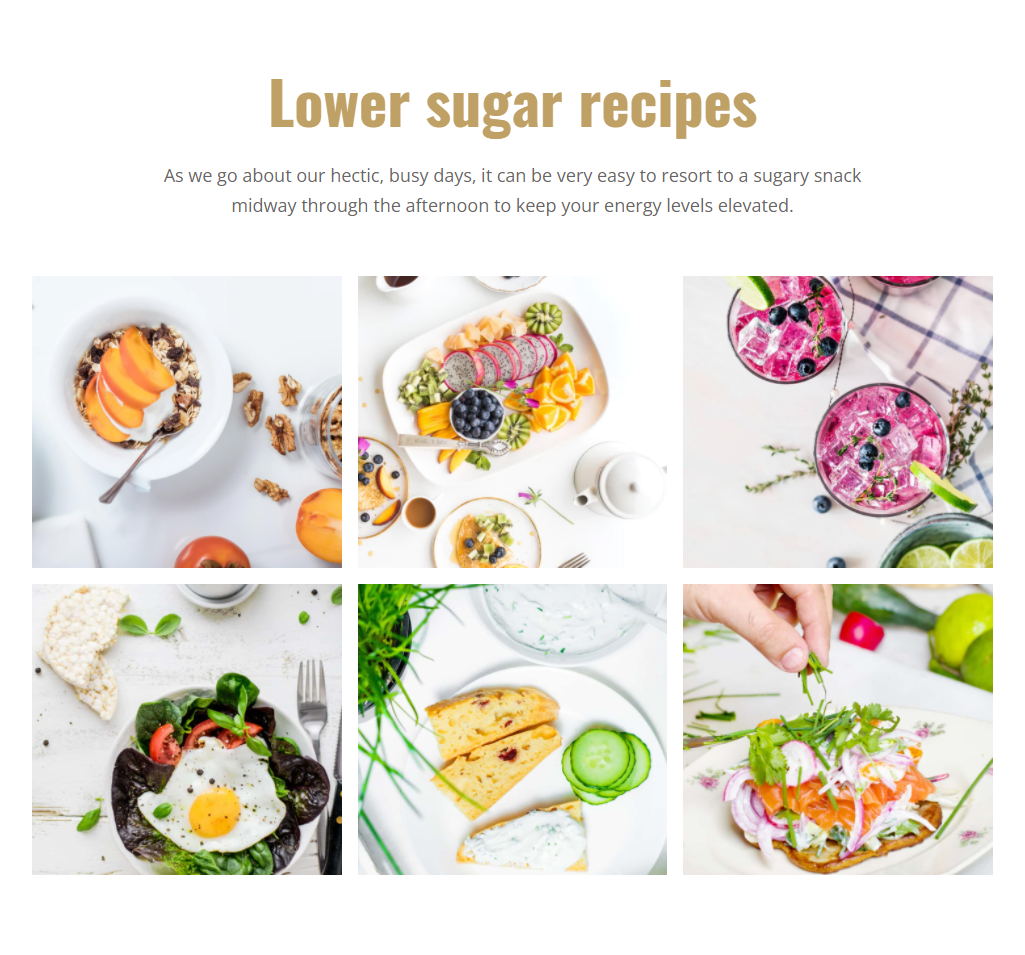 Lower sugar recipes
As we go about our hectic, busy days, it can be very easy to resort to a sugary snack
midway through the afternoon to keep your energy levels elevated.